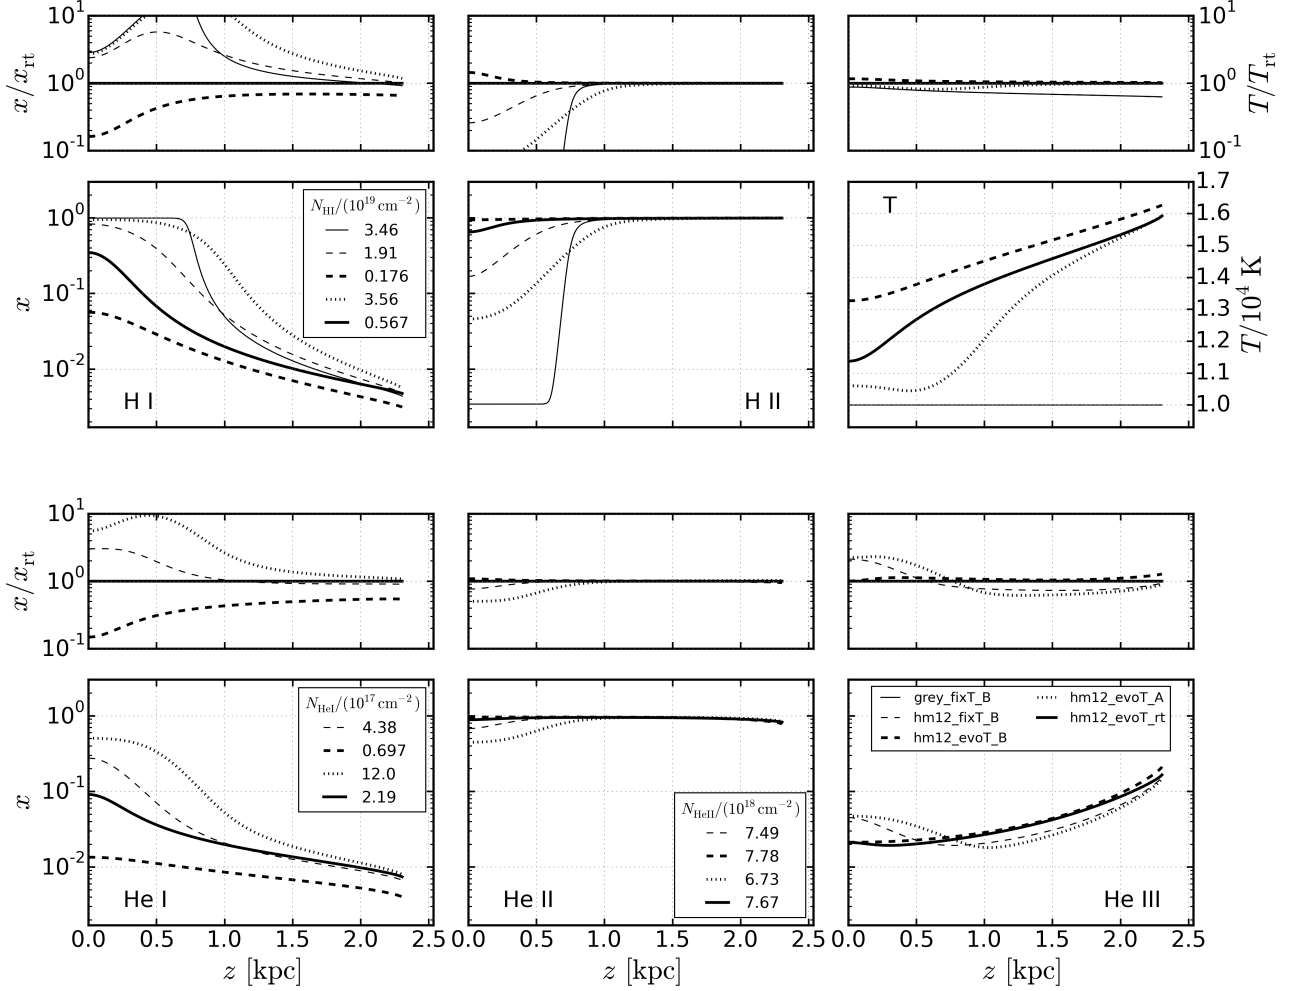 10^1
10^0
10^-1
x/x_rt
10^1
10^0
10^-1
T/T_rt
10^0
10^-1
10^-2
x
N_HI/(10^19 cm^-2)
3.46
1.91
0.176
3.56
0.567
H I
H II
T
1.7
1.6
1.5
1.4
1.3
1.2
1.1
1.0
T/10^4 K
10^1
10^0
10^-1
x/x_rt
10^0
10^-1
10^-2
x
N_HeI/(10^17 cm^-2)
4.38
0.697
12.0
2.19
He I
N_HeII/(10^18 cm^-2)
7.49
7.78
6.73
7.67
He II
grey_fixT_B
hm12_fixT_B
hm12_evoT_B
hm12_evoT_A
hm12_evoT_rt
He III
0.0 0.5 1.0 1.5 2.0 2.5
0.0 0.5 1.0 1.5 2.0 2.5
0.0 0.5 1.0 1.5 2.0 2.5
z [kpc]
z [kpc]
z [kpc]